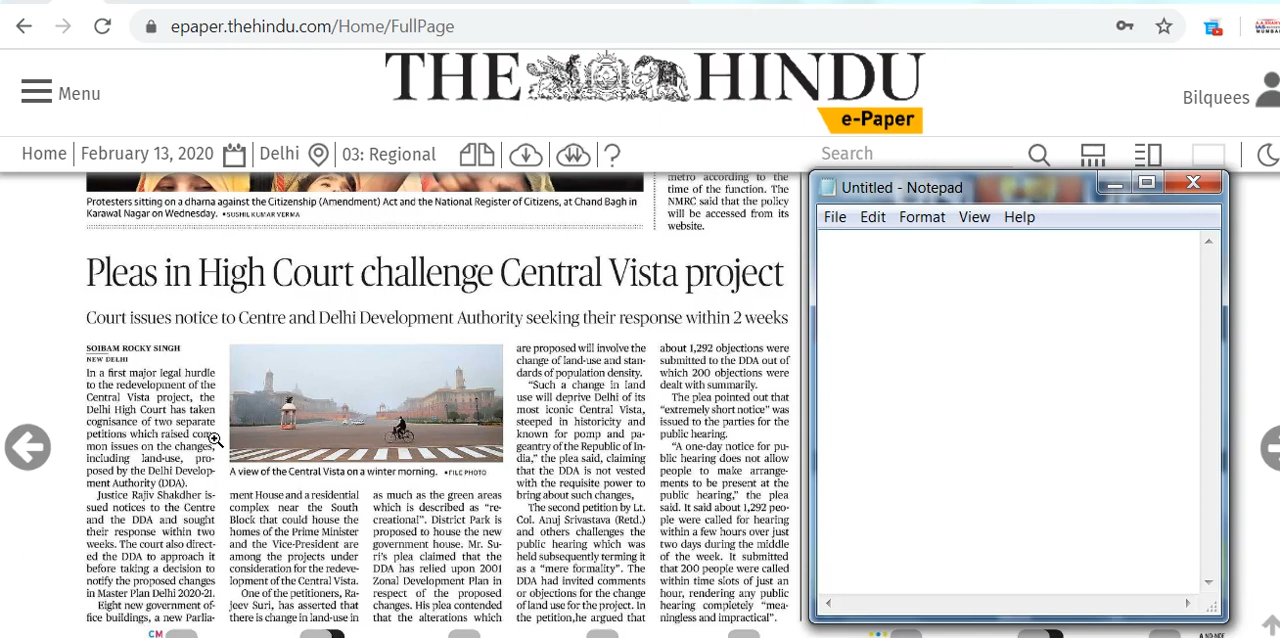 epaper.thehindu.com/Home/FullPage
THE HINDU
e-Paper
Menu
Bilquees
Home
February 13, 2020
Delhi
03: Regional
?
Search
Protesters sitting on a dharna against the Citizenship (Amendment) Act and the National Register of Citizens, at Chand Bagh in
Karawal Nagar on Wednesday. •SUSHIL KUMAR VERMA
metro according to the
time of the function. The
NMRC said that the policy
will be accessed from its
website.
Pleas in High Court challenge Central Vista project
Court issues notice to Centre and Delhi Development Authority seeking their response within 2 weeks
SOIBAM ROCKY SINGH
NEW DELHI
In a first major legal hurdle
to the redevelopment of the
Central Vista project, the
Delhi High Court has taken
cognisance of two separate
petitions which raised com-
mon issues on the changes,
including land-use, pro-
posed by the Delhi Develop-
ment Authority (DDA).
Justice Rajiv Shakdher is-
sued notices to the Centre
and the DDA and sought
their response within two
weeks. The court also direct-
ed the DDA to approach it
before taking a decision to
notify the proposed changes
in Master Plan Delhi 2020-21.
Eight new government of-
fice buildings, a new Parlia-
A view of the Central Vista on a winter morning. •FILE PHOTO
ment House and a residential
complex near the South
Block that could house the
homes of the Prime Minister
and the Vice-President are
among the projects under
consideration for the redeve-
lopment of the Central Vista.
One of the petitioners, Ra-
jeev Suri, has asserted that
there is change in land-use in
as much as the green areas
which is described as “re-
creational”. District Park is
proposed to house the new
government house. Mr. Su-
ri’s plea claimed that the
DDA has relied upon 2001
Zonal Development Plan in
respect of the proposed
changes. His plea contended
that the alterations which
are proposed will involve the
change of land-use and stan-
dards of population density.
“Such a change in land
use will deprive Delhi of its
most iconic Central Vista,
steeped in historicity and
known for pomp and pa-
geantry of the Republic of In-
dia,” the plea said, claiming
that the DDA is not vested
with the requisite power to
bring about such changes,
The second petition by Lt.
Col. Anuj Srivastava (Retd.)
and others challenges the
public hearing which was
held subsequently terming it
as a “mere formality”. The
DDA had invited comments
or objections for the change
of land use for the project. In
the petition,he argued that
about 1,292 objections were
submitted to the DDA out of
which 200 objections were
dealt with summarily.
The plea pointed out that
“extremely short notice” was
issued to the parties for the
public hearing.
“A one-day notice for pu-
blic hearing does not allow
people to make arrange-
ments to be present at the
public hearing,” the plea
said. It said about 1,292 peo-
ple were called for hearing
within a few hours over just
two days during the middle
of the week. It submitted
that 200 people were called
within time slots of just an
hour, rendering any public
hearing completely “mea-
ningless and impractical”.
CM
Untitled - Notepad
File Edit Format View Help